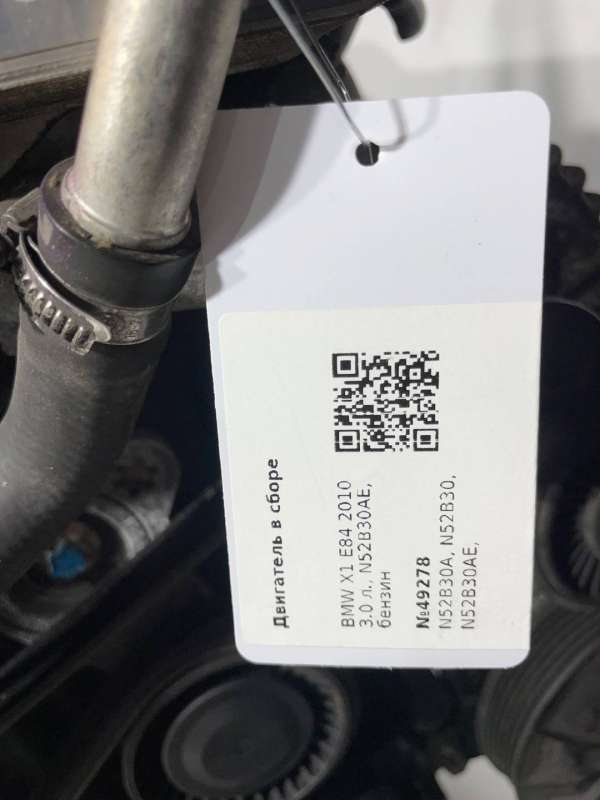 Двигатель в сборе
BMW X1 E84 2010
3.0 л., N52B30AE,
бензин
№49278
N52B30A, N52B30,
N52B30AE,